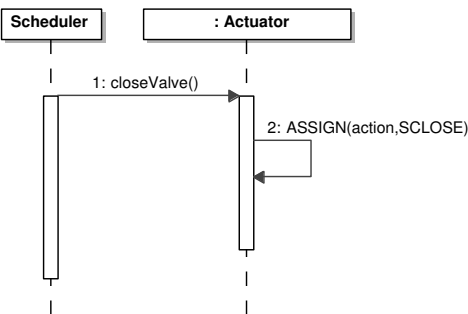 Scheduler
: Actuator
1: closeValve()
2: ASSIGN(action,SCLOSE)